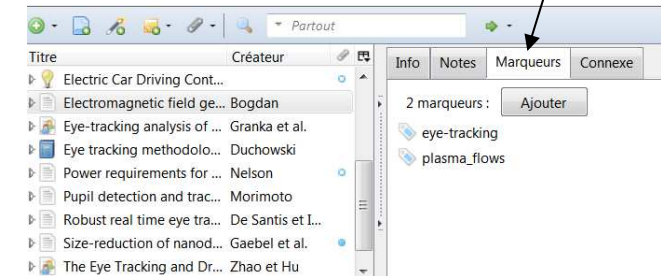 Partout
Titre Créateur
Electric Car Driving Cont...
Electromagnetic field ge... Bogdan
Eye-tracking analysis of ... Granka et al.
Eye tracking methodolo... Duchowski
Power requirements for ... Nelson
Pupil detection and trac... Morimoto
Robust real time eye tra... De Santis et I...
Size-reduction of nanod... Gaebel et al.
The Eye Tracking and Dr... Zhao et Hu
Info Notes Marqueurs Connexe
2 marqueurs : Ajouter
eye-tracking
plasma_flows